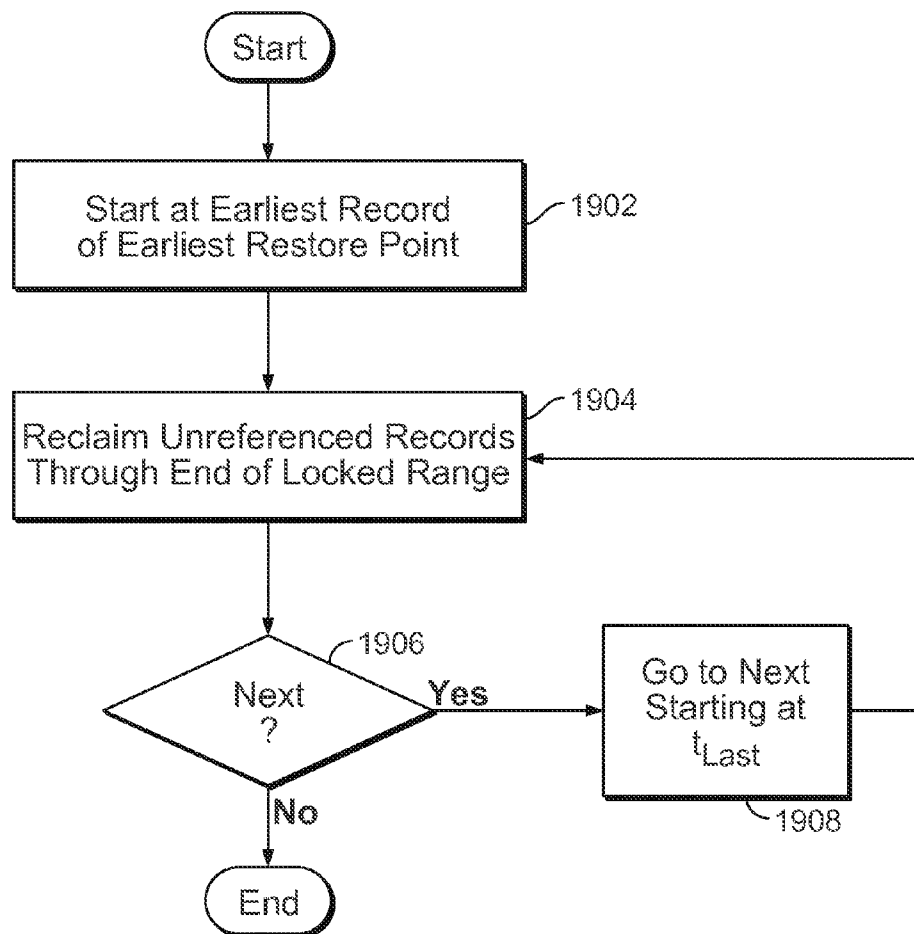 Start
Start at Earliest Record
of Earliest Restore Point
1902
1904
Reclaim Unreferenced Records
Through End of Locked Range
1906
Next
?
Yes
Go to Next
Starting at
tLast
1908
No
End